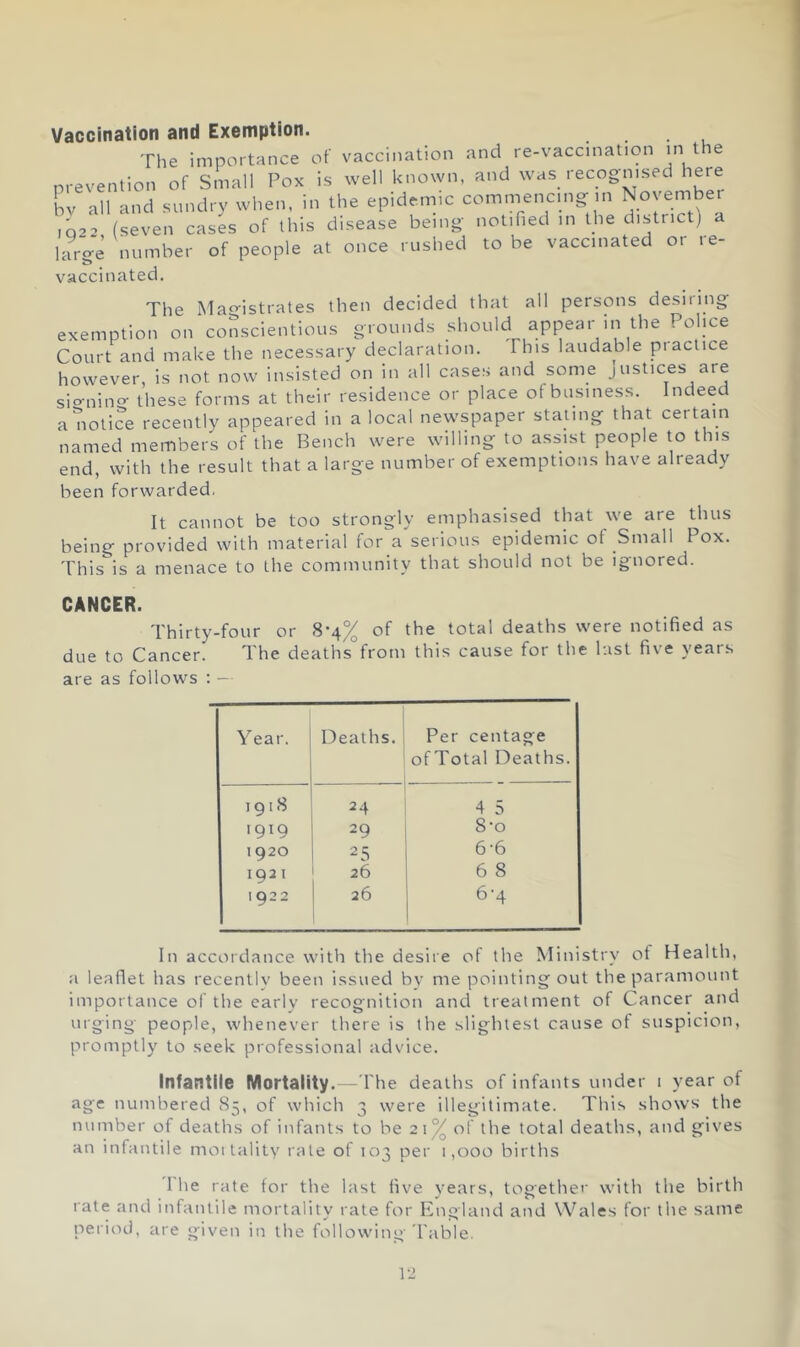 Vaccination and Exemption.
The importance of vaccination and re-vaccination in the
prevention of Small Pox is well known, and was recognised here
by all and sundry when, in the epidemic commencing in November
1922, (seven cases of this disease being notified in the district) a
large number of people at once rushed to be vaccinated or re-
vaccinated.
The Magistrates then decided that all persons desiring
exemption on conscientious grounds should appear in the Police
Court and make the necessary declaration. This laudable practice
however, is not now insisted on in all cases and some Justices are
signing these forms at their residence or place of business. Indeed
a notice recently appeared in a local newspaper stating that certain
named members of the Bench were willing to assist people to this
end, with the result that a large number of exemptions have already
been forwarded.
It cannot be too strongly emphasised that we are thus
being provided with material for a serious epidemic of Small Pox.
This is a menace to the community that should not be ignored.
CANCER.
Thirty-four or 8·4% of the total deaths were notified as
due to Cancer. The deaths from this cause for the last five years
are as follows : —
Year. Deaths. Per centage
of Total Deaths.
1918 24 4 5
1919 29 8·0
1920 25 6·6
1921 26 6 8
1922 26 6·4
In accordance with the desire of the Ministry of Health,
a leaflet has recently been issued by me pointing out the paramount
importance of the early recognition and treatment of Cancer and
urging people, whenever there is the slightest cause of suspicion,
promptly to seek professional advice.
Infantile Mortality.—The deaths of infants under 1 year of
age numbered 85, of which 3 were illegitimate. This shows the
number of deaths of infants to be 21% of the total deaths, and gives
an infantile mortality rate of 103 per 1,000 births
The rate for the last five years, together with the birth
rate and infantile mortality rate for England and Wales for the same
period, are given in the following Table.
12